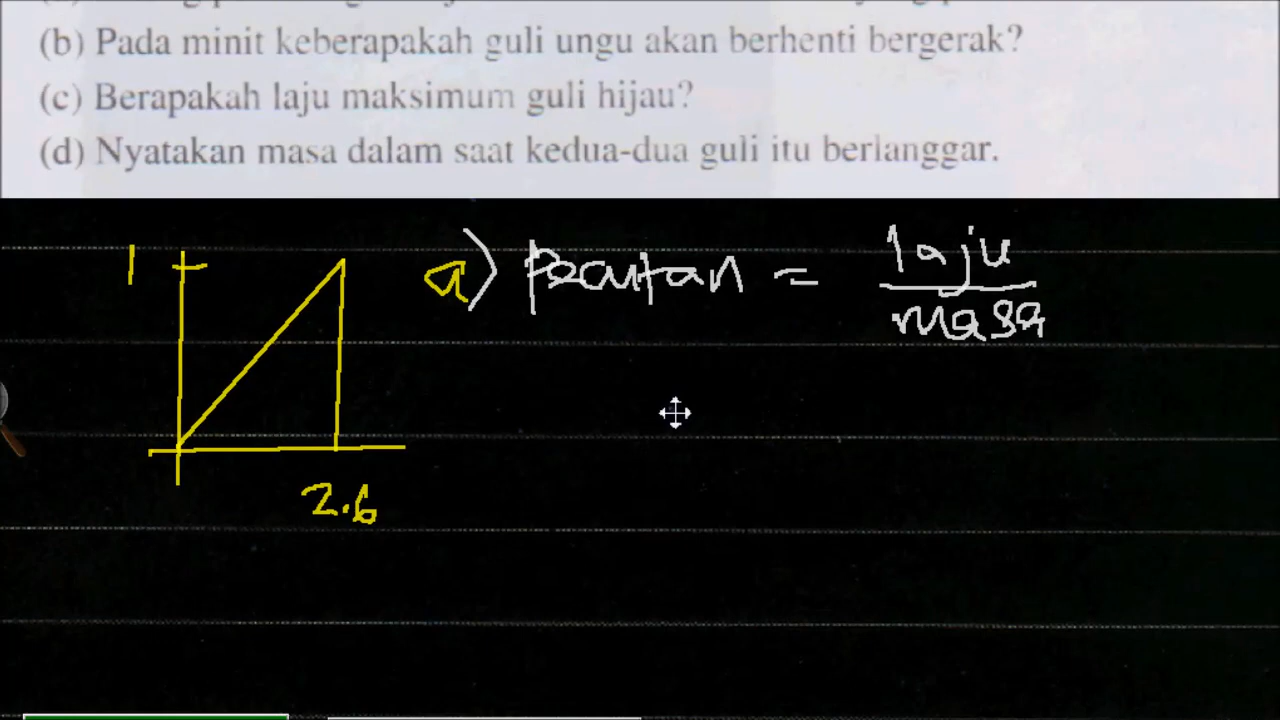 (b) Pada minit keberapakah guli ungu akan berhenti bergerak?
(c) Berapakah laju maksimum guli hijau?
(d) Nyatakan masa dalam saat kedua-dua guli itu berlanggar.
1
a) Pecutan = laju
masa
2.6